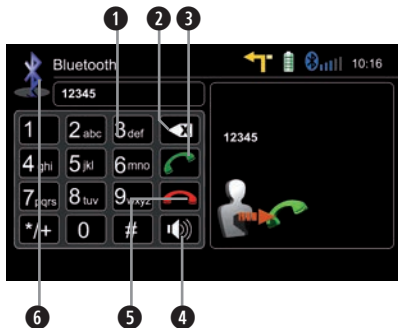 1 2 3
Bluetooth 10:16
12345
1 2 abc 3 def
12345
4 ghi 5 jkl 6 mno
7 pqrs 8 tuv 9 wxyz
*/+ 0 #
6 5 4